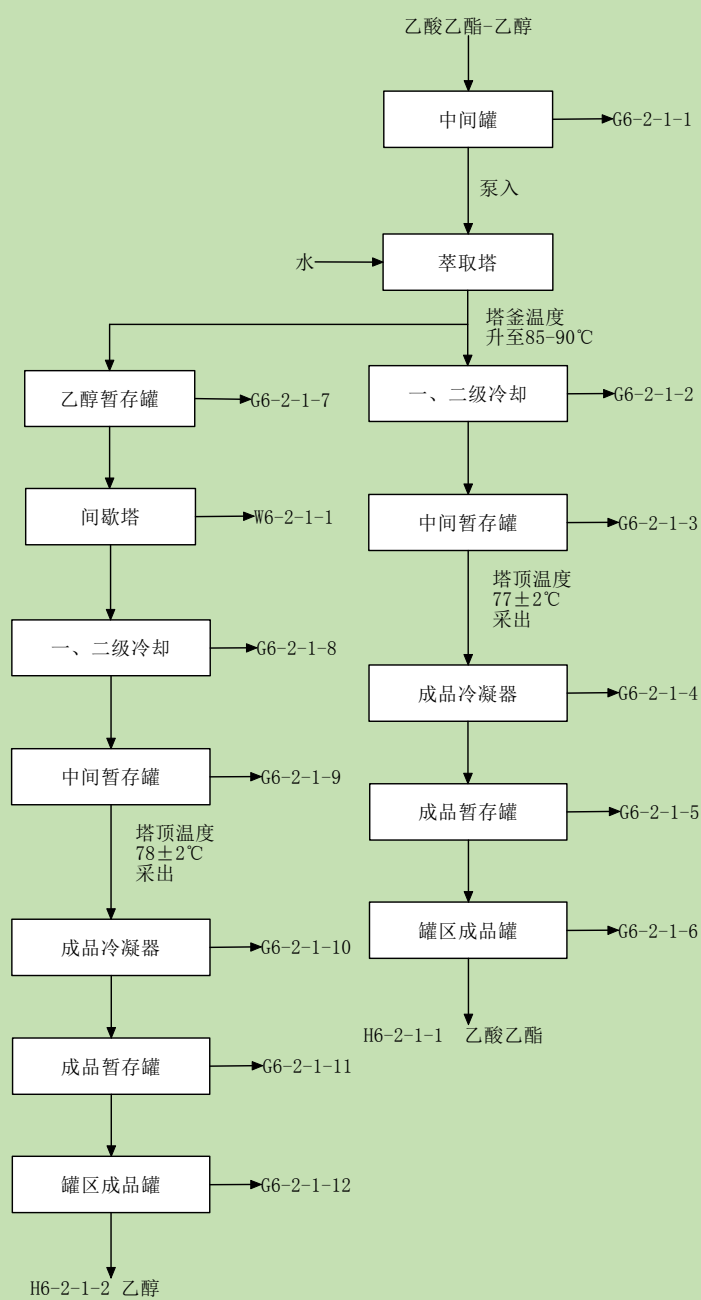 乙酸乙酯-乙醇
中间罐
G6-2-1-1
泵入
水
萃取塔
塔釜温度
升至85-90℃
一、二级冷却
G6-2-1-2
中间暂存罐
G6-2-1-3
塔顶温度
77±2℃
采出
成品冷凝器
G6-2-1-4
成品暂存罐
G6-2-1-5
罐区成品罐
G6-2-1-6
H6-2-1-1 乙酸乙酯
乙醇暂存罐
G6-2-1-7
间歇塔
W6-2-1-1
一、二级冷却
G6-2-1-8
中间暂存罐
G6-2-1-9
塔顶温度
78±2℃
采出
成品冷凝器
G6-2-1-10
成品暂存罐
G6-2-1-11
罐区成品罐
G6-2-1-12
H6-2-1-2 乙醇